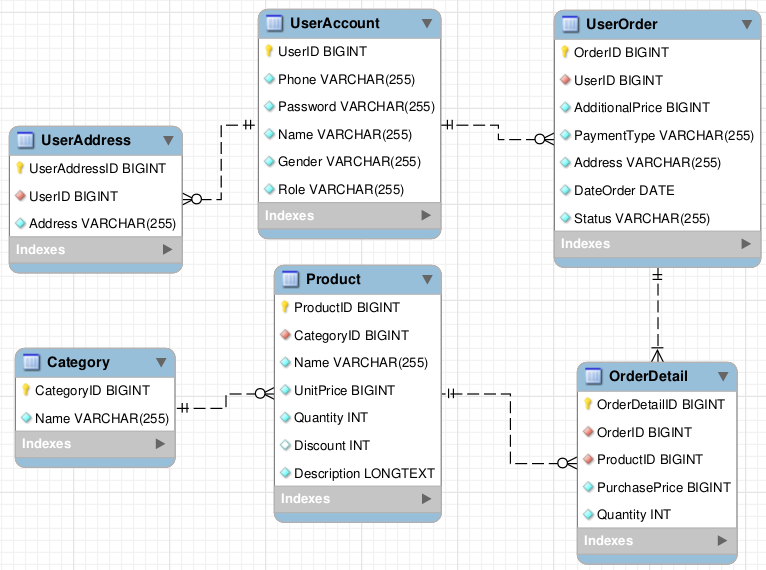 UserAccount
UserID BIGINT
Phone VARCHAR(255)
Password VARCHAR(255)
Name VARCHAR(255)
Gender VARCHAR(255)
Role VARCHAR(255)
Indexes
UserOrder
OrderID BIGINT
UserID BIGINT
AdditionalPrice BIGINT
PaymentType VARCHAR(255)
Address VARCHAR(255)
DateOrder DATE
Status VARCHAR(255)
Indexes
UserAddress
UserAddressID BIGINT
UserID BIGINT
Address VARCHAR(255)
Indexes
Product
ProductID BIGINT
CategoryID BIGINT
Name VARCHAR(255)
UnitPrice BIGINT
Quantity INT
Discount INT
Description LONGTEXT
Indexes
Category
CategoryID BIGINT
Name VARCHAR(255)
Indexes
OrderDetail
OrderDetailID BIGINT
OrderID BIGINT
ProductID BIGINT
PurchasePrice BIGINT
Quantity INT
Indexes